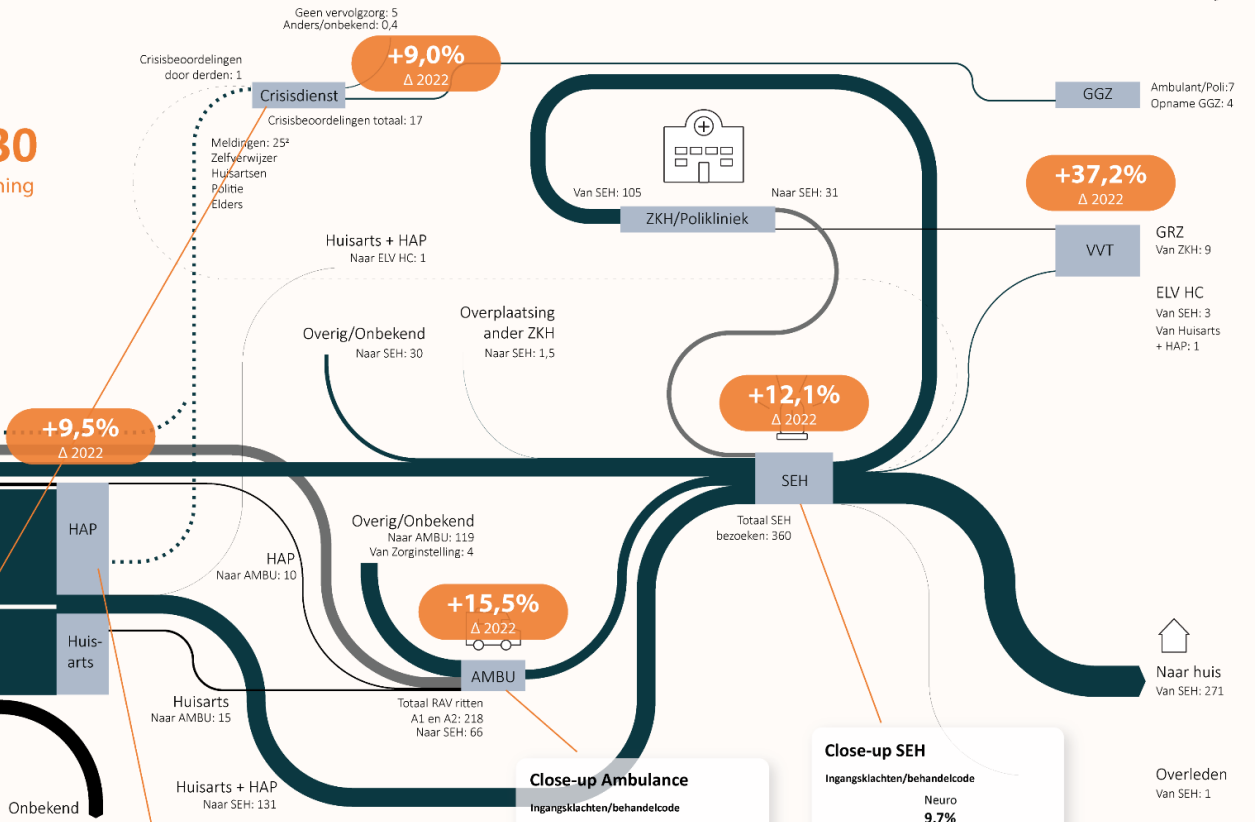 Geen vervolgzorg: 5
Anders/onbekend: 0,4
+9,0%
Δ 2022
Crisisbeoordelingen
door derden: 1
Crisisdienst
Crisisbeoordelingen totaal: 17
GGZ
Ambulant/Poli:7
Opname GGZ: 4
30
ning
Meldingen: 25²
Zelfverwijzer
Huisartsen
Politie
Elders
+37,2%
Δ 2022
Van SEH: 105
Naar SEH: 31
ZKH/Polikliniek
VVT
GRZ
Van ZKH: 9
ELV HC
Van SEH: 3
Van Huisarts
+ HAP: 1
Huisarts + HAP
Naar ELV HC: 1
Overig/Onbekend
Naar SEH: 30
Overplaatsing
ander ZKH
Naar SEH: 1,5
+12,1%
Δ 2022
+9,5%
Δ 2022
SEH
Totaal SEH
bezoeken: 360
HAP
Overig/Onbekend
Naar AMBU: 119
Van Zorginstelling: 4
HAP
Naar AMBU: 10
+15,5%
Δ 2022
Huis-
arts
AMBU
Totaal RAV ritten
A1 en A2: 218
Naar SEH: 66
Huisarts
Naar AMBU: 15
Naar huis
Van SEH: 271
Huisarts + HAP
Naar SEH: 131
Onbekend
Close-up Ambulance
Ingangsklachten/behandelcode
Close-up SEH
Ingangsklachten/behandelcode
Neuro
9,7%
Overleden
Van SEH: 1